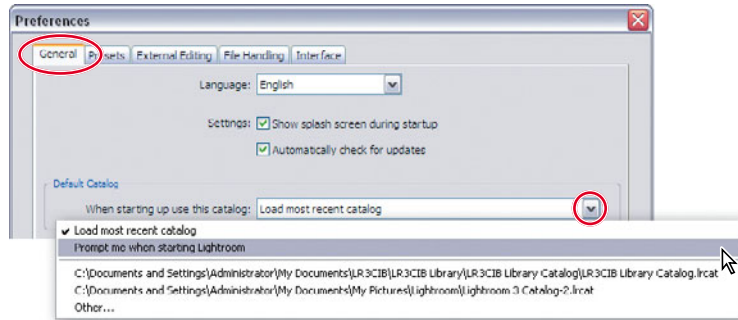 Preferences
General Presets External Editing File Handling Interface
Language: English
Settings: Show splash screen during startup
Automatically check for updates
Default Catalog
When starting up use this catalog: Load most recent catalog
Load most recent catalog
Prompt me when starting Lightroom
C:\Documents and Settings\Administrator\My Documents\LR3CIB\LR3CIB Library\LR3CIB Library Catalog\LR3CIB Library Catalog.lrcat
C:\Documents and Settings\Administrator\My Documents\My Pictures\Lightroom\Lightroom 3 Catalog-2.lrcat
Other...